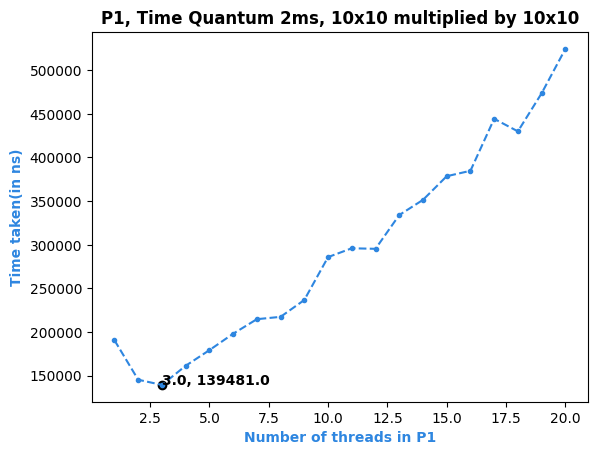 P1, Time Quantum 2ms, 10x10 multiplied by 10x10
Time taken(in ns)
500000
450000
400000
350000
300000
250000
200000
150000
3.0, 139481.0
2.5 5.0 7.5 10.0 12.5 15.0 17.5 20.0
Number of threads in P1